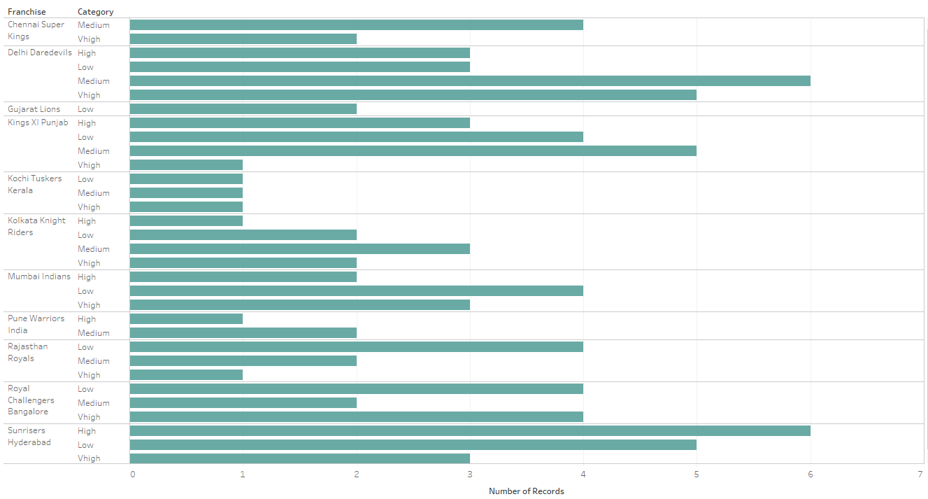 Franchise Category
Chennai Super Medium
Kings Vhigh
Delhi Daredevils High
Low
Medium
Vhigh
Gujarat Lions Low
Kings XI Punjab High
Low
Medium
Vhigh
Kochi Tuskers Low
Kerala Medium
Vhigh
Kolkata Knight High
Riders Low
Medium
Vhigh
Mumbai Indians High
Low
Vhigh
Pune Warriors High
India Medium
Rajasthan Low
Royals Medium
Vhigh
Royal Low
Challengers Medium
Bangalore Vhigh
Sunrisers High
Hyderabad Low
Vhigh
0 1 2 3 4 5 6 7
Number of Records